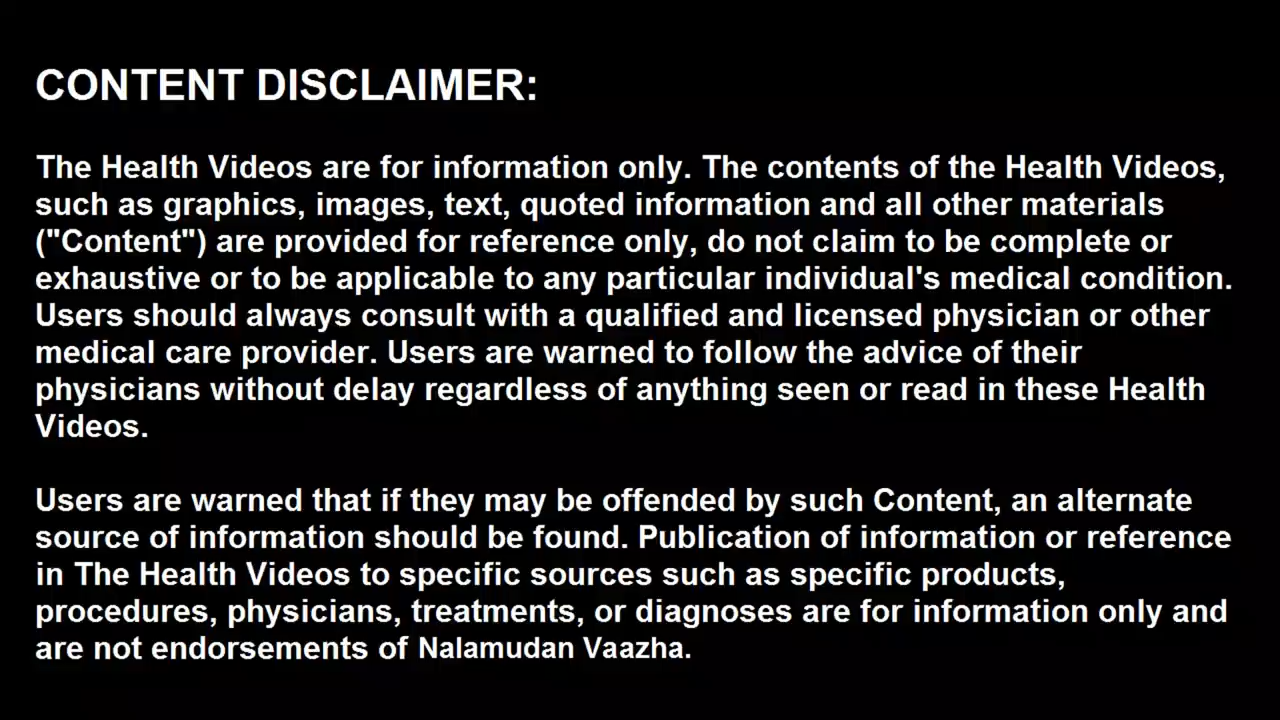 CONTENT DISCLAIMER:
The Health Videos are for information only. The contents of the Health Videos,
such as graphics, images, text, quoted information and all other materials
("Content") are provided for reference only, do not claim to be complete or
exhaustive or to be applicable to any particular individual's medical condition.
Users should always consult with a qualified and licensed physician or other
medical care provider. Users are warned to follow the advice of their
physicians without delay regardless of anything seen or read in these Health
Videos.
Users are warned that if they may be offended by such Content, an alternate
source of information should be found. Publication of information or reference
in The Health Videos to specific sources such as specific products,
procedures, physicians, treatments, or diagnoses are for information only and
are not endorsements of Nalamudan Vaazha.